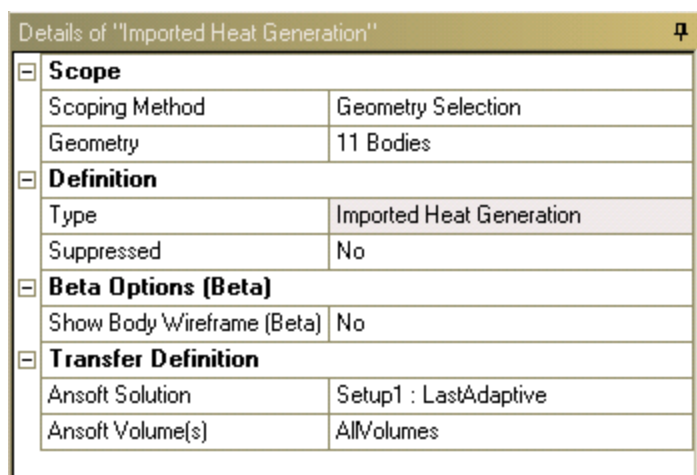 Details of "Imported Heat Generation"
Scope
Scoping Method Geometry Selection
Geometry 11 Bodies
Definition
Type Imported Heat Generation
Suppressed No
Beta Options (Beta)
Show Body Wireframe (Beta) No
Transfer Definition
Ansoft Solution Setup1 : LastAdaptive
Ansoft Volume(s) AllVolumes